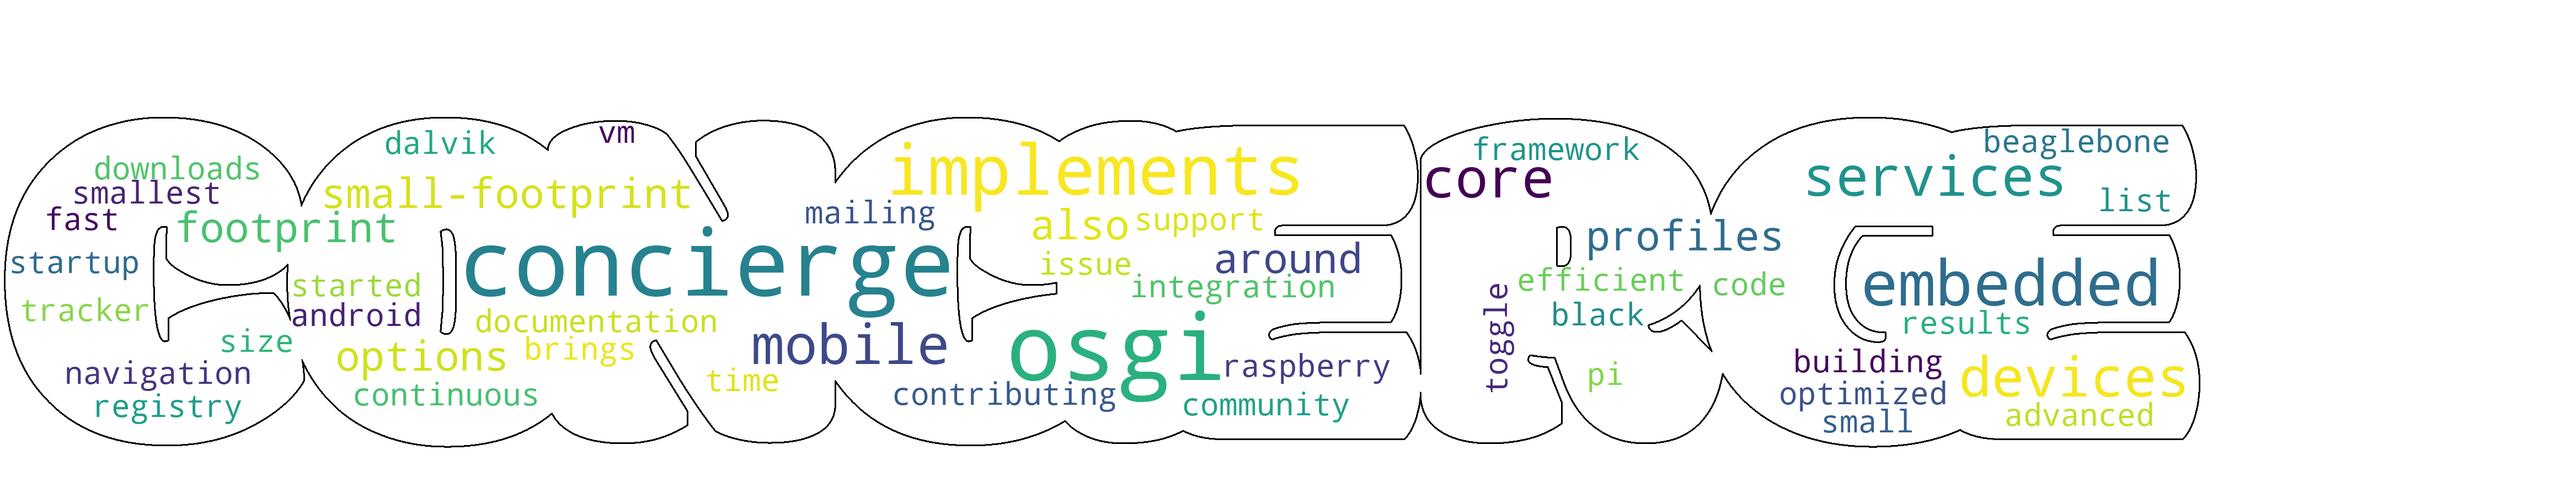 downloads
smallest
fast
footprint
startup
tracker
size
navigation
registry
dalvik
vm
small-footprint
started
android
options
continuous
concierge
documentation
brings
time
mobile
mailing
implements
also
support
issue
around
integration
osgi
raspberry
contributing
community
framework
core
profiles
efficient
code
black
toggle
pi
beaglebone
services
list
embedded
results
building
devices
optimized
advanced
small